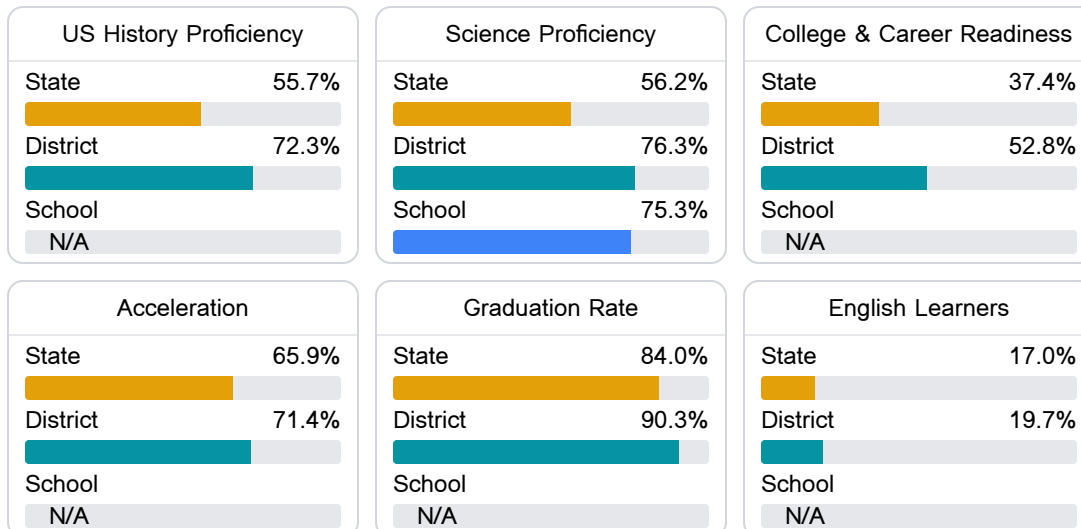 US History Proficiency
State 55.7%
District 72.3%
School
N/A
Science Proficiency
State 56.2%
District 76.3%
School 75.3%
College & Career Readiness
State 37.4%
District 52.8%
School
N/A
Acceleration
State 65.9%
District 71.4%
School
N/A
Graduation Rate
State 84.0%
District 90.3%
School
N/A
English Learners
State 17.0%
District 19.7%
School
N/A